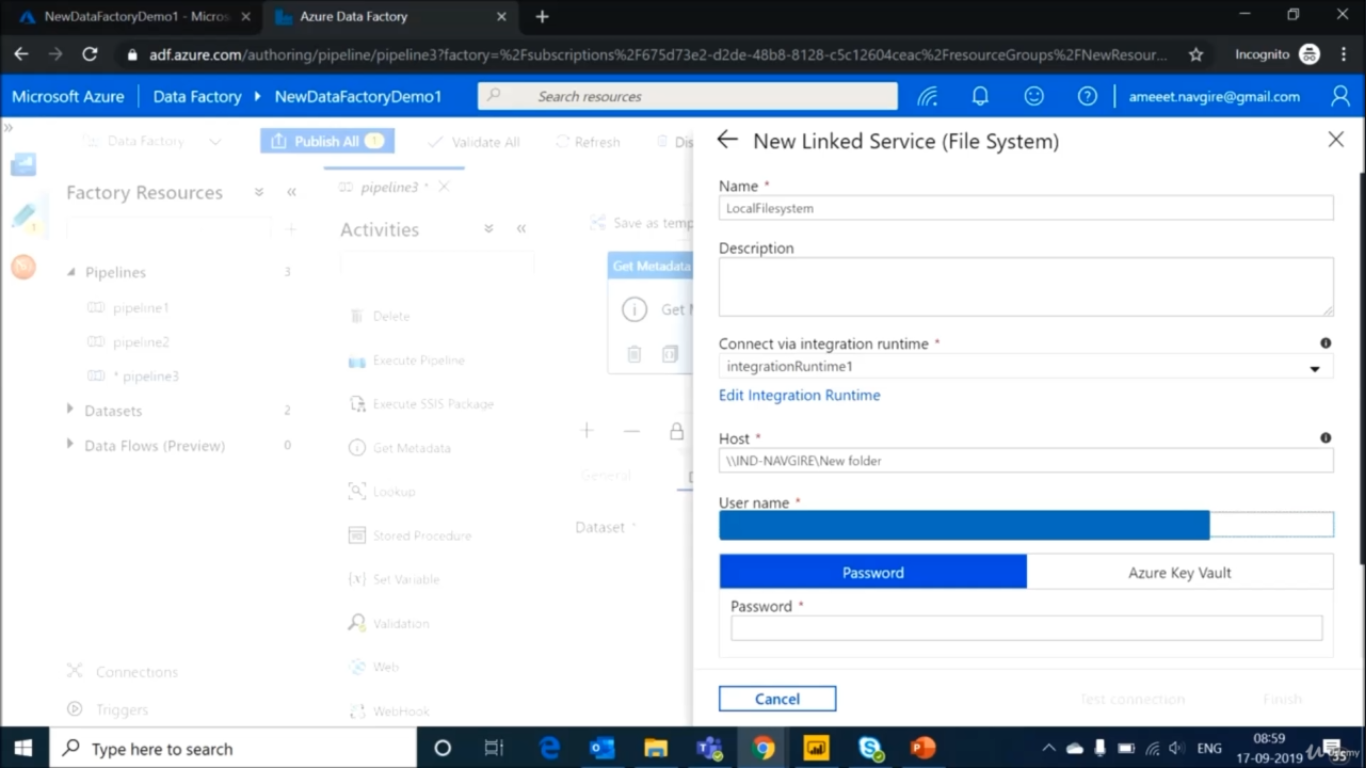 NewDataFactoryDemo1 - Micros
Azure Data Factory
adf.azure.com/authoring/pipeline/pipeline3?factory=%2Fsubscriptions%2F675d73e2-d2de-48b8-8128-c5c12604ceac%2FresourceGroups%2FNewResour...
Incognito
Microsoft Azure
Data Factory
NewDataFactoryDemo1
Search resources
ameeet.navgire@gmail.com
Data Factory
Publish All 1
Validate All
Refresh
Dis
New Linked Service (File System)
Factory Resources
pipeline3 *
Name *
LocalFilesystem
Activities
Save as temp
Description
Pipelines 3
pipeline1
pipeline2
* pipeline3
Datasets 2
Data Flows (Preview) 0
Connections
Triggers
Delete
Execute Pipeline
Execute SSIS Package
Get Metadata
Lookup
Stored Procedure
Set Variable
Validation
Web
WebHook
Get Metadata
Get M
General
Dataset *
Connect via integration runtime *
integrationRuntime1
Edit Integration Runtime
Host *
\\IND-NAVGIRE\New folder
User name *
Password
Azure Key Vault
Password *
Cancel
Test connection
Finish
Type here to search
ENG
08:59
17-09-2019